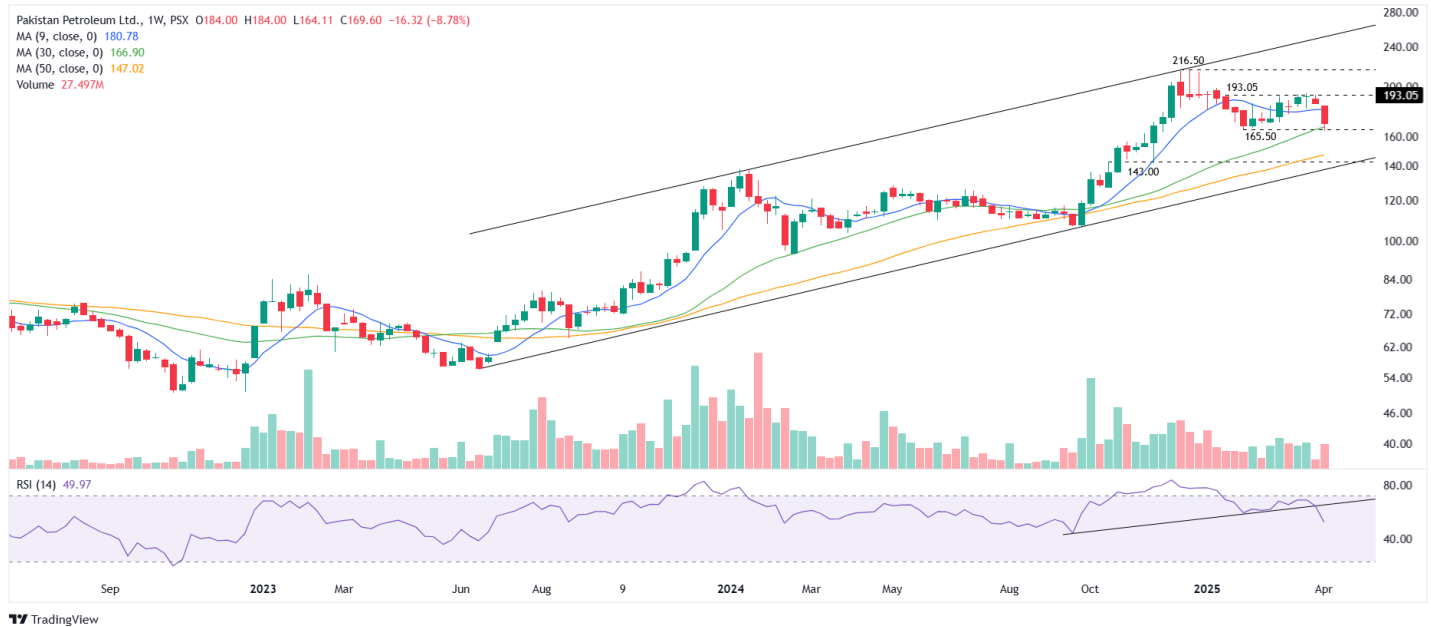 Pakistan Petroleum Ltd., 1W, PSX O184.00 H184.00 L164.11 C169.60 −16.32 (−8.78%)
MA (9, close, 0) 180.78
MA (30, close, 0) 166.90
MA (50, close, 0) 147.02
Volume 27.497M
280.00
240.00
200.00
193.05
160.00
140.00
120.00
100.00
84.00
72.00
62.00
54.00
46.00
40.00
216.50
193.05
165.50
143.00
RSI (14) 49.97
80.00
40.00
Sep 2023 Mar Jun Aug 9 2024 Mar May Aug Oct 2025 Apr
TradingView